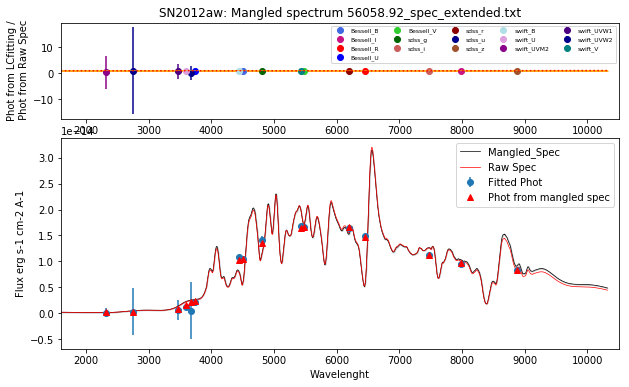 SN2012aw: Mangled spectrum 56058.92_spec_extended.txt
Phot from LCfitting /
Phot from Raw Spec
10
0
−10
Bessell_B
Bessell_I
Bessell_R
Bessell_U
Bessell_V
sdss_g
sdss_i
sdss_r
sdss_u
sdss_z
swift_B
swift_U
swift_UVM2
swift_UVW1
swift_UVW2
swift_V
2000 3000 4000 5000 6000 7000 8000 9000 10000
1e−14
Flux erg s-1 cm-2 A-1
3.0
2.5
2.0
1.5
1.0
0.5
0.0
−0.5
Mangled_Spec
Raw Spec
Fitted Phot
Phot from mangled spec
2000 3000 4000 5000 6000 7000 8000 9000 10000
Wavelenght